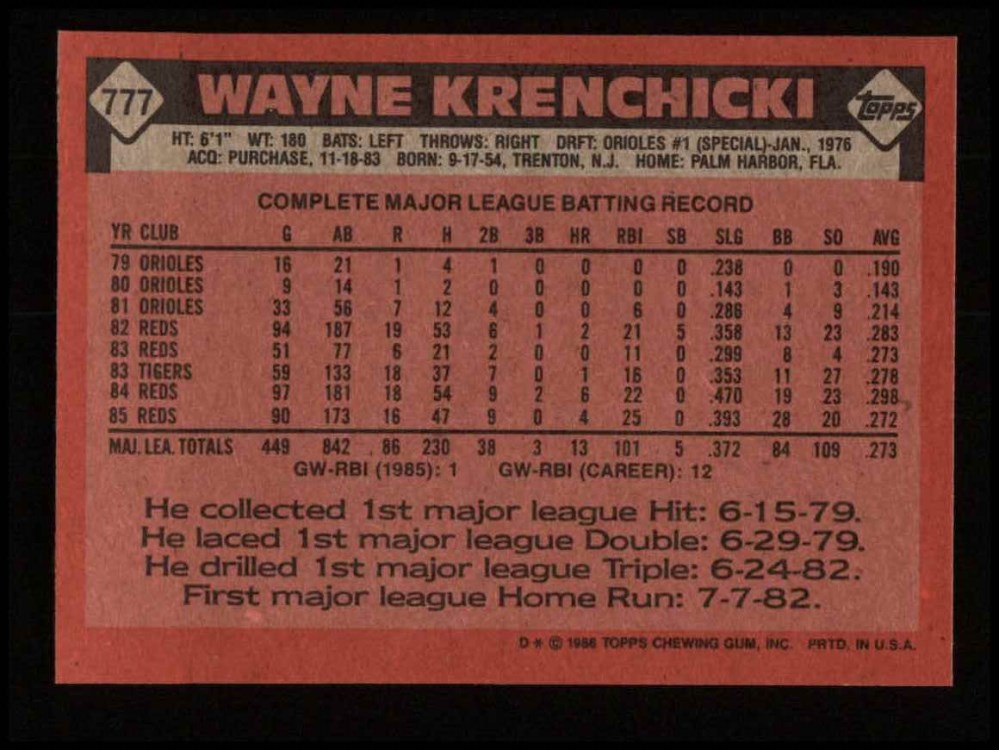 777 WAYNE KRENCHICKI topps
HT: 6'1" WT: 180 BATS: LEFT THROWS: RIGHT DRFT: ORIOLES #1 (SPECIAL)-JAN., 1976
ACQ: PURCHASE, 11-18-83 BORN: 9-17-54, TRENTON, N.J. HOME: PALM HARBOR, FLA.
COMPLETE MAJOR LEAGUE BATTING RECORD
YR CLUB G AB R H 2B 3B HR RBI SB SLG BB SO AVG
79 ORIOLES 16 21 1 4 1 0 0 0 0 .238 0 0 .190
80 ORIOLES 9 14 1 2 0 0 0 0 0 .143 1 3 .143
81 ORIOLES 33 56 7 12 4 0 0 6 0 .286 4 9 .214
82 REDS 94 187 19 53 6 1 2 21 5 .358 13 23 .283
83 REDS 51 77 6 21 2 0 0 11 0 .299 8 4 .273
83 TIGERS 59 133 18 37 7 0 1 16 0 .353 11 27 .278
84 REDS 97 181 18 54 9 2 6 22 0 .470 19 23 .298
85 REDS 90 173 16 47 9 0 4 25 0 .393 28 20 .272
MAJ. LEA. TOTALS 449 842 86 230 38 3 13 101 5 .372 84 109 .273
GW-RBI (1985): 1 GW-RBI (CAREER): 12
He collected 1st major league Hit: 6-15-79.
He laced 1st major league Double: 6-29-79.
He drilled 1st major league Triple: 6-24-82.
First major league Home Run: 7-7-82.
D * © 1986 TOPPS CHEWING GUM, INC. PRTD. IN U.S.A.